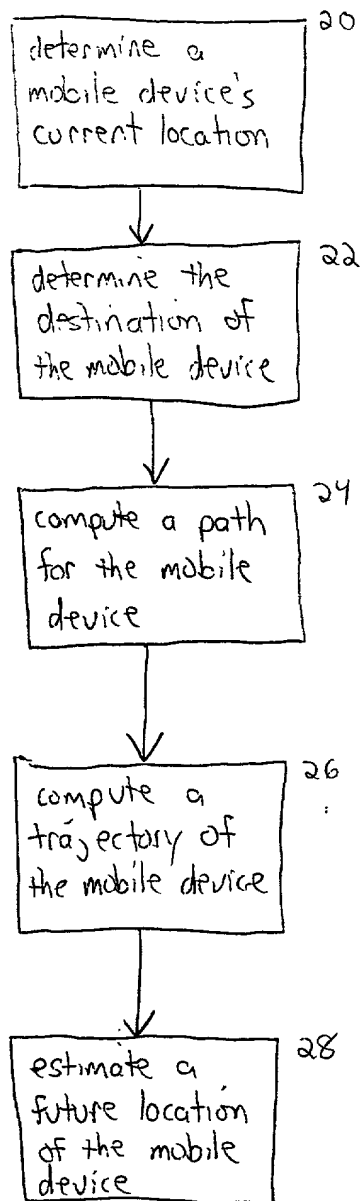 20
determine a
mobile device's
current location
22
determine the
destination of
the mobile device
24
compute a path
for the mobile
device
26
compute a
trajectory of
the mobile device
28
estimate a
future location
of the mobile
device